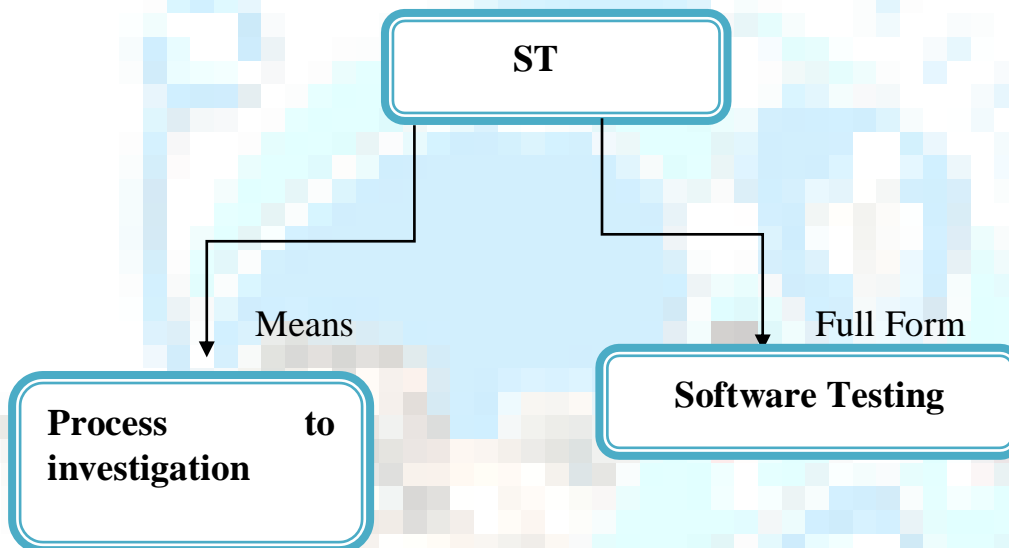 ST
Means
Full Form
Software Testing
Process to
investigation